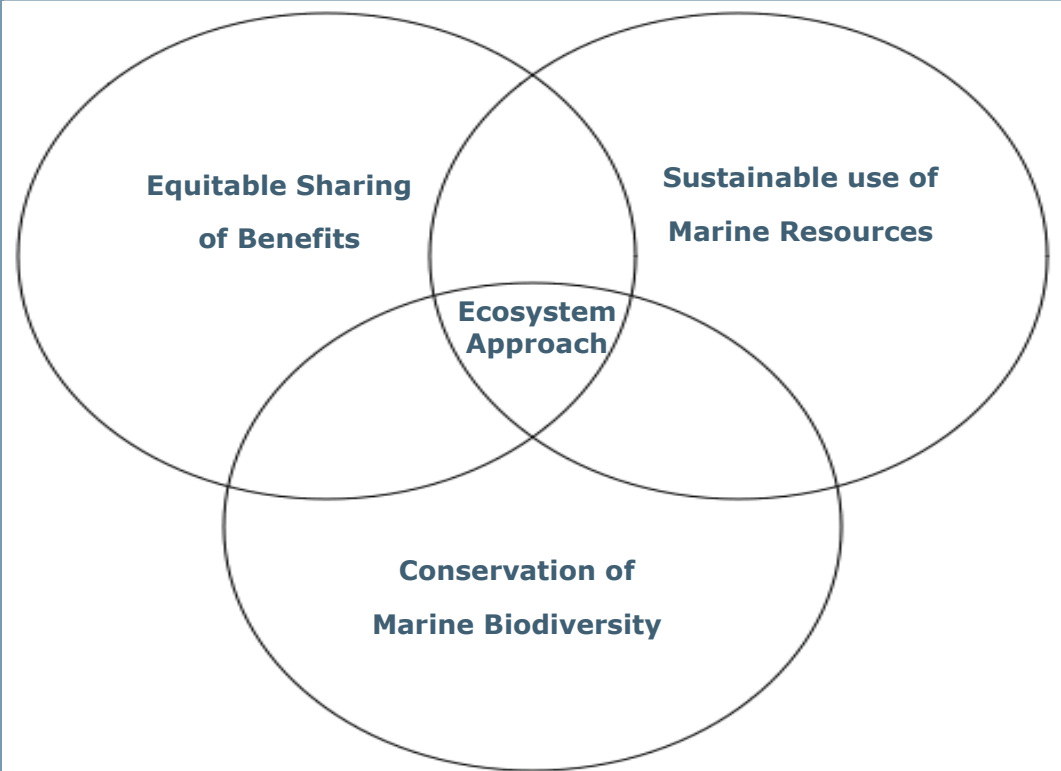 Equitable Sharing
of Benefits
Sustainable use of
Marine Resources
Ecosystem
Approach
Conservation of
Marine Biodiversity